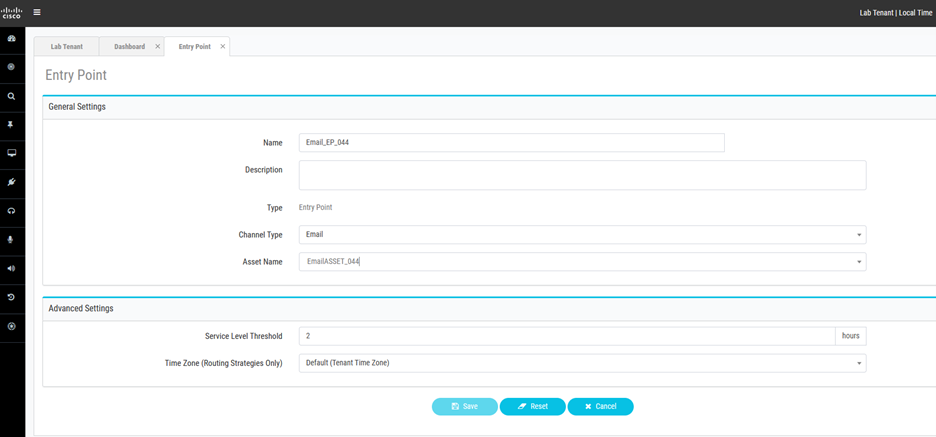 CISCO
Lab Tenant | Local Time
Lab Tenant
Dashboard
Entry Point
Entry Point
General Settings
Name
Email_EP_044
Description
Type
Entry Point
Channel Type
Email
Asset Name
EmailASSET_044
Advanced Settings
Service Level Threshold
2
hours
Time Zone (Routing Strategies Only)
Default (Tenant Time Zone)
Save
Reset
Cancel